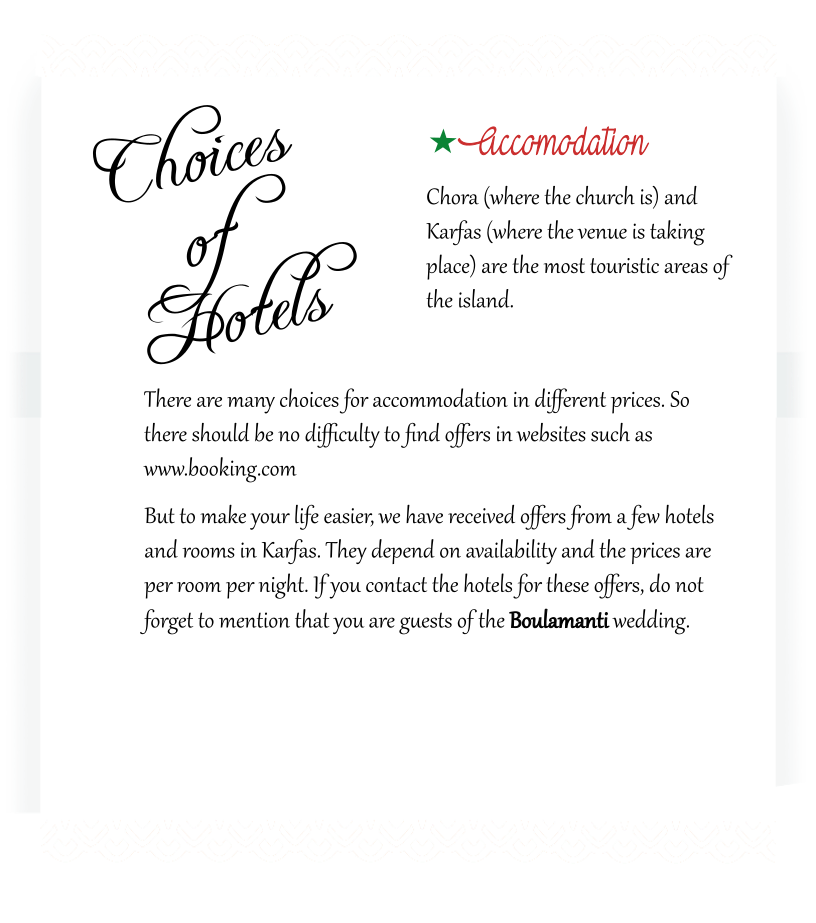 Choices
of
Hotels
Accomodation
Chora (where the church is) and
Karfas (where the venue is taking
place) are the most touristic areas of
the island.
There are many choices for accommodation in different prices. So
there should be no difficulty to find offers in websites such as
www.booking.com
But to make your life easier, we have received offers from a few hotels
and rooms in Karfas. They depend on availability and the prices are
per room per night. If you contact the hotels for these offers, do not
forget to mention that you are guests of the Boulamanti wedding.